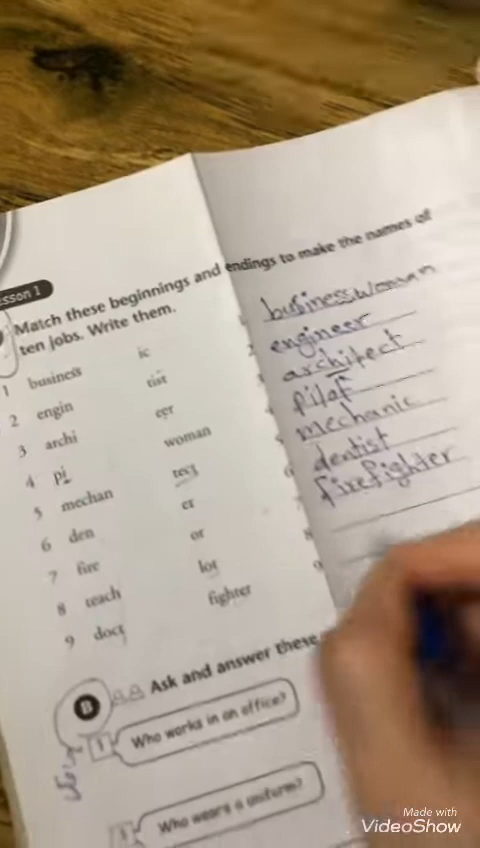 Lesson 1
Match these beginnings and endings to make the names of
ten jobs. Write them.
1 business ic
2 engin tist
3 archi eer
4 pi woman
5 mechan tect
6 den er
7 fire or
8 teach lot
9 doct fighter
businesswoman
engineer
architect
pilot
mechanic
dentist
firefighter
B Ask and answer these
1 Who works in an office?
Who wears a uniform?
Made with
VideoShow